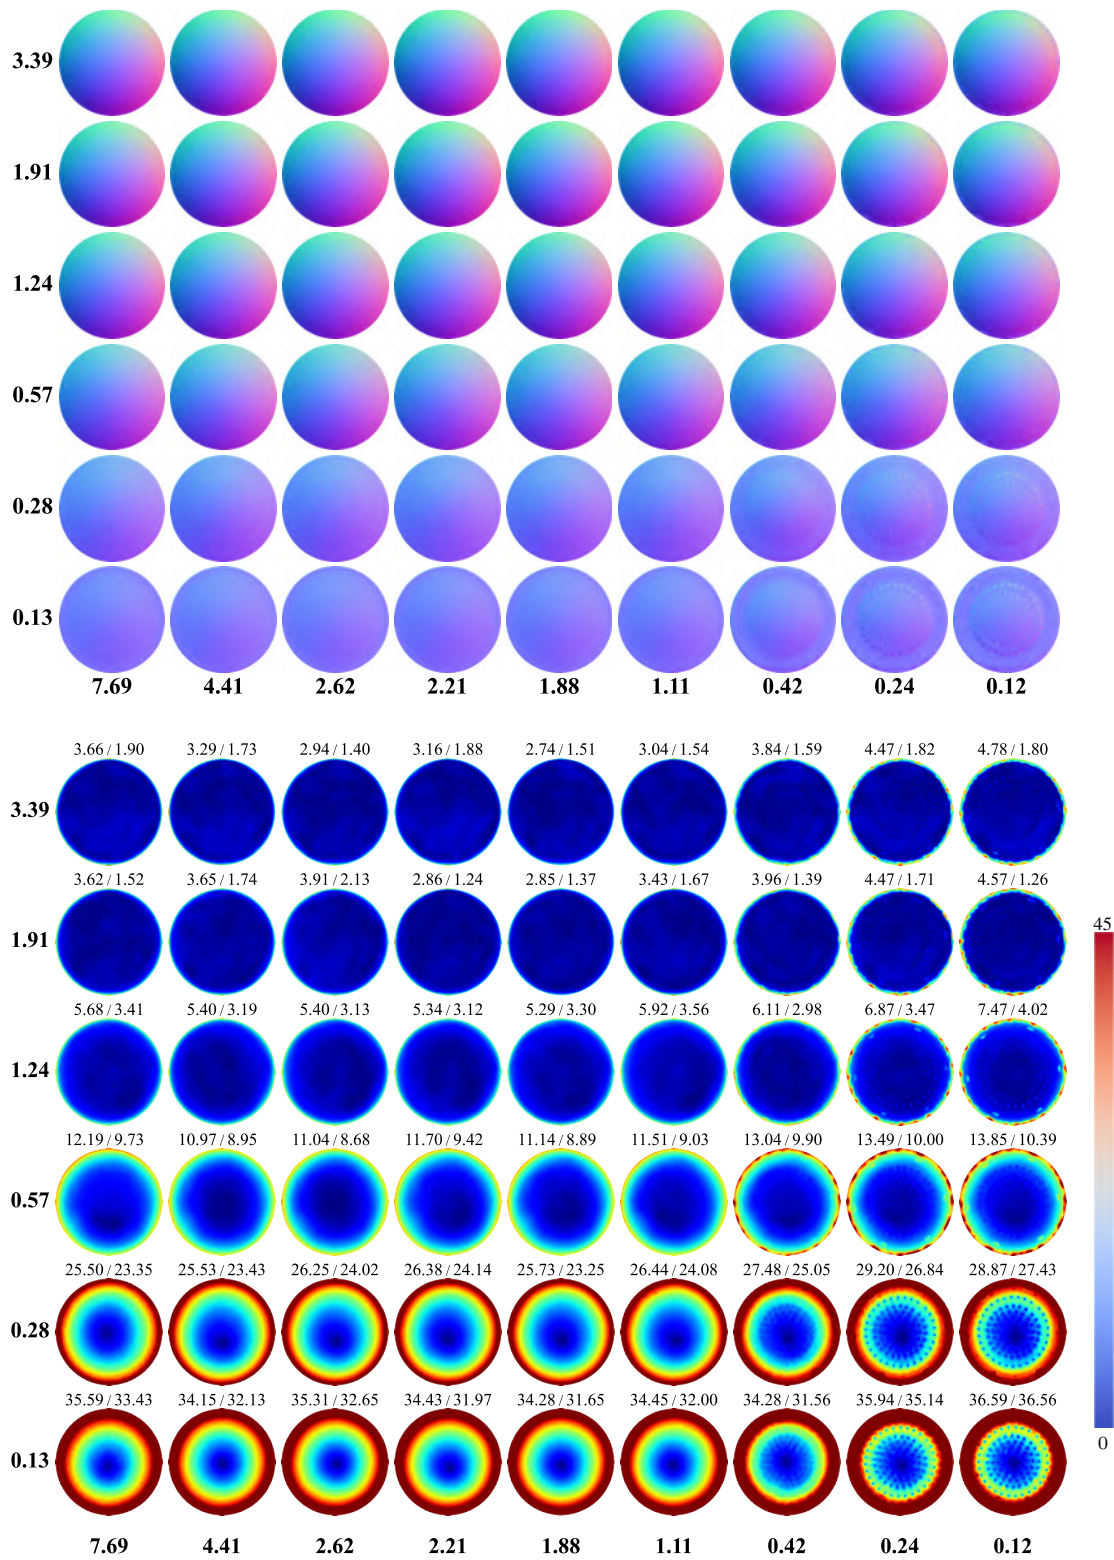 3.39
1.91
1.24
0.57
0.28
0.13
7.69 4.41 2.62 2.21 1.88 1.11 0.42 0.24 0.12
3.66 / 1.90 3.29 / 1.73 2.94 / 1.40 3.16 / 1.88 2.74 / 1.51 3.04 / 1.54 3.84 / 1.59 4.47 / 1.82 4.78 / 1.80
3.39
3.62 / 1.52 3.65 / 1.74 3.91 / 2.13 2.86 / 1.24 2.85 / 1.37 3.43 / 1.67 3.96 / 1.39 4.47 / 1.71 4.57 / 1.26
45
1.91
5.68 / 3.41 5.40 / 3.19 5.40 / 3.13 5.34 / 3.12 5.29 / 3.30 5.92 / 3.56 6.11 / 2.98 6.87 / 3.47 7.47 / 4.02
1.24
12.19 / 9.73 10.97 / 8.95 11.04 / 8.68 11.70 / 9.42 11.14 / 8.89 11.51 / 9.03 13.04 / 9.90 13.49 / 10.00 13.85 / 10.39
0.57
25.50 / 23.35 25.53 / 23.43 26.25 / 24.02 26.38 / 24.14 25.73 / 23.25 26.44 / 24.08 27.48 / 25.05 29.20 / 26.84 28.87 / 27.43
0.28
35.59 / 33.43 34.15 / 32.13 35.31 / 32.65 34.43 / 31.97 34.28 / 31.65 34.45 / 32.00 34.28 / 31.56 35.94 / 35.14 36.59 / 36.56
0
0.13
7.69 4.41 2.62 2.21 1.88 1.11 0.42 0.24 0.12